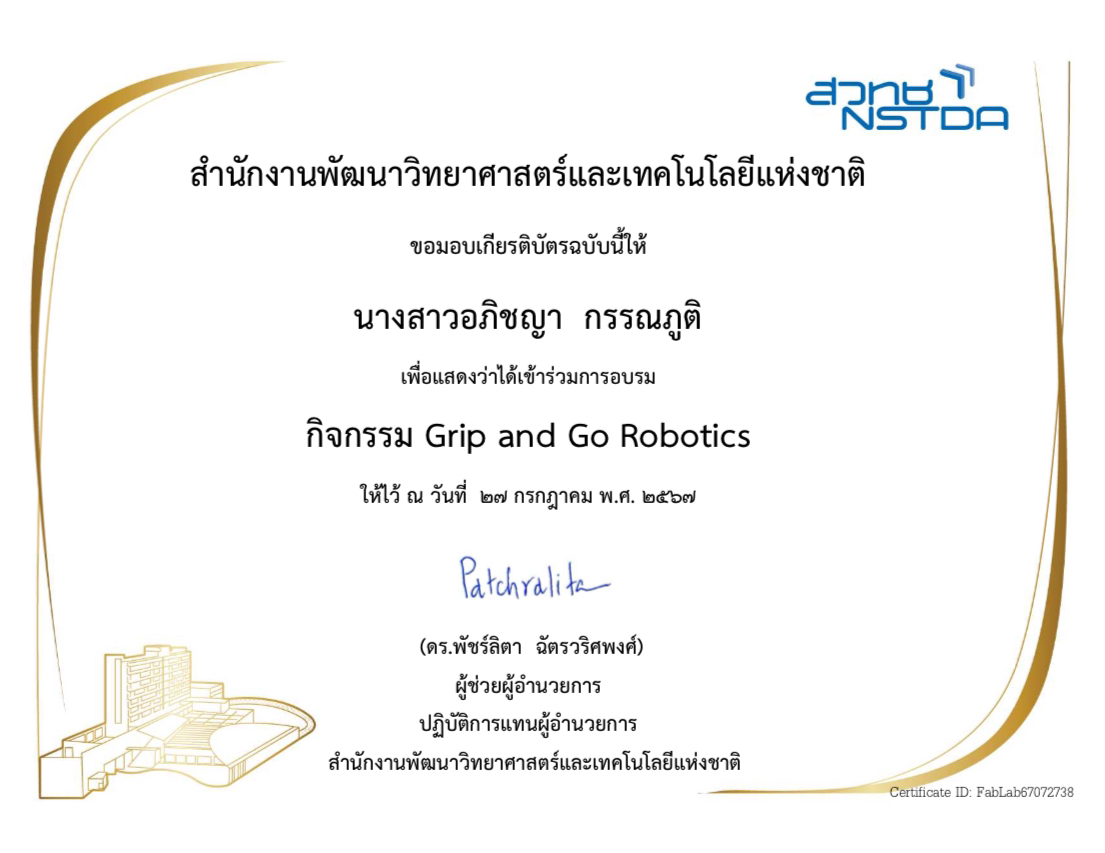 สวทช
NSTDA
สำนักงานพัฒนาวิทยาศาสตร์และเทคโนโลยีแห่งชาติ
ขอมอบเกียรติบัตรฉบับนี้ให้
นางสาวอภิชญา กรรณภูติ
เพื่อแสดงว่าได้เข้าร่วมการอบรม
กิจกรรม Grip and Go Robotics
ให้ไว้ ณ วันที่ ๒๗ กรกฎาคม พ.ศ. ๒๕๖๗
Patchralita
(ดร.พัชร์ลิตา ฉัตรวริศพงศ์)
ผู้ช่วยผู้อำนวยการ
ปฏิบัติการแทนผู้อำนวยการ
สำนักงานพัฒนาวิทยาศาสตร์และเทคโนโลยีแห่งชาติ
Certificate ID: FabLab67072738